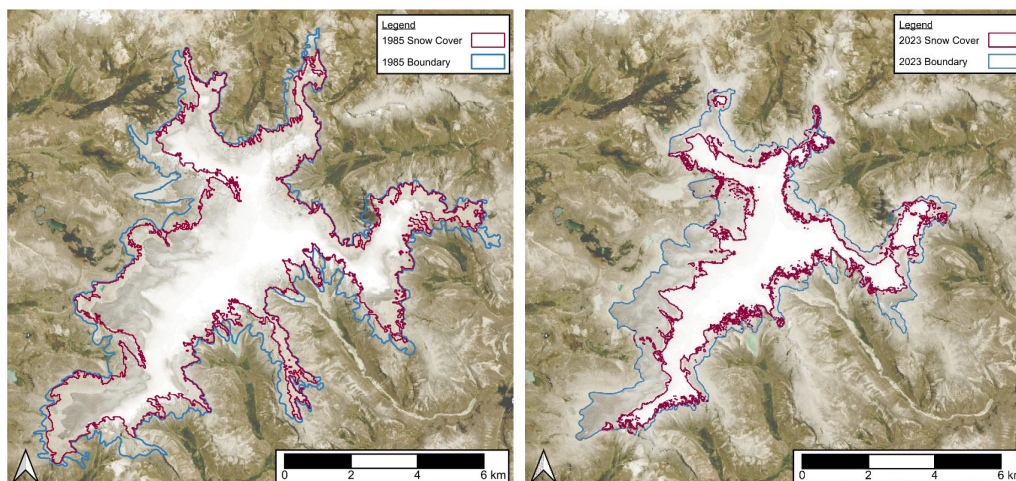 Legend
1985 Snow Cover
1985 Boundary
0 2 4 6 km
Legend
2023 Snow Cover
2023 Boundary
0 2 4 6 km